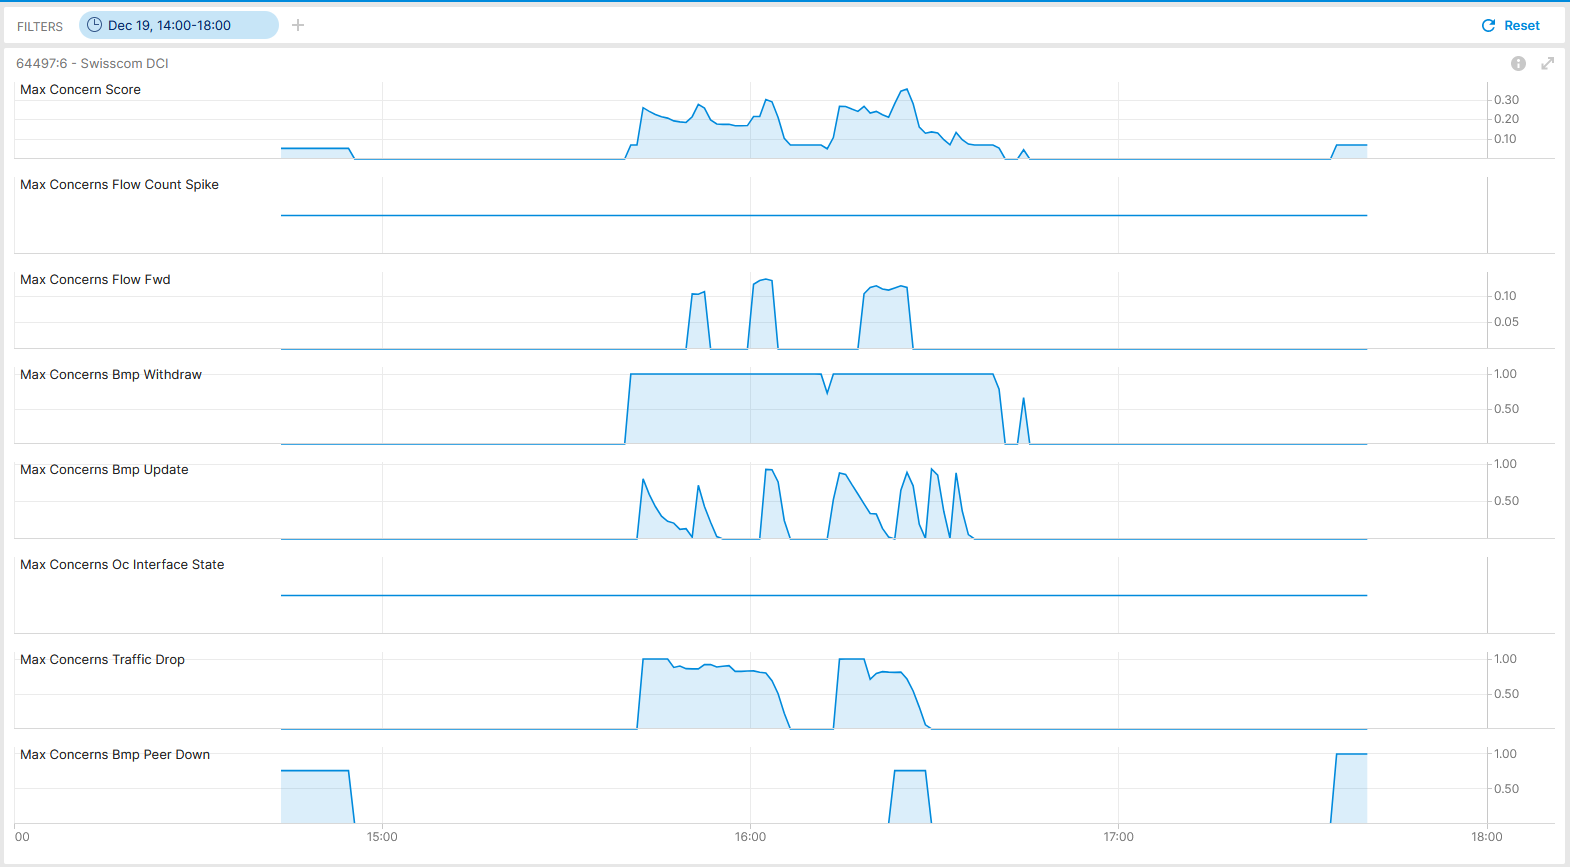 FILTERS Dec 19, 14:00-18:00 Reset
64497:6 - Swisscom DCI
Max Concern Score
0.30
0.20
0.10
Max Concerns Flow Count Spike
Max Concerns Flow Fwd
0.10
0.05
Max Concerns Bmp Withdraw
1.00
0.50
Max Concerns Bmp Update
1.00
0.50
Max Concerns Oc Interface State
Max Concerns Traffic Drop
1.00
0.50
Max Concerns Bmp Peer Down
1.00
0.50
00 15:00 16:00 17:00 18:00